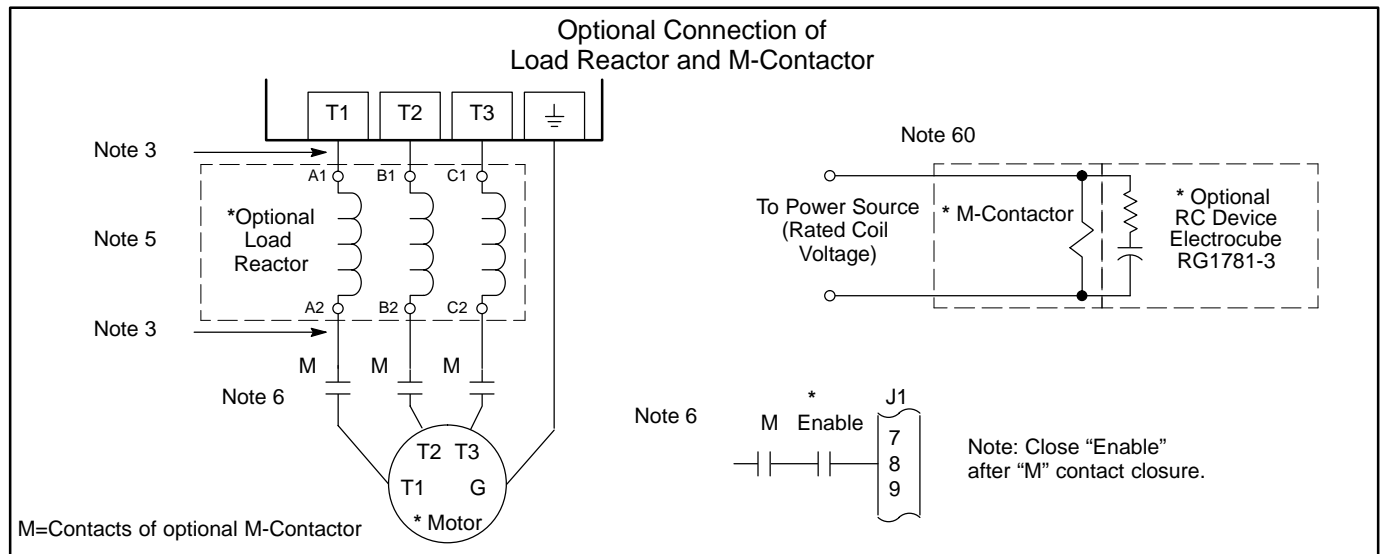 Optional Connection of
Load Reactor and M-Contactor
T1 T2 T3
Note 3
A1 B1 C1
*Optional
Load
Reactor
Note 5
A2 B2 C2
Note 3
M M M
Note 6
T2 T3
T1 G
* Motor
M=Contacts of optional M-Contactor
Note 60
To Power Source
(Rated Coil
Voltage)
* M-Contactor
* Optional
RC Device
Electrocube
RG1781-3
Note 6
*
M Enable
J1
7
8
9
Note: Close “Enable”
after “M” contact closure.